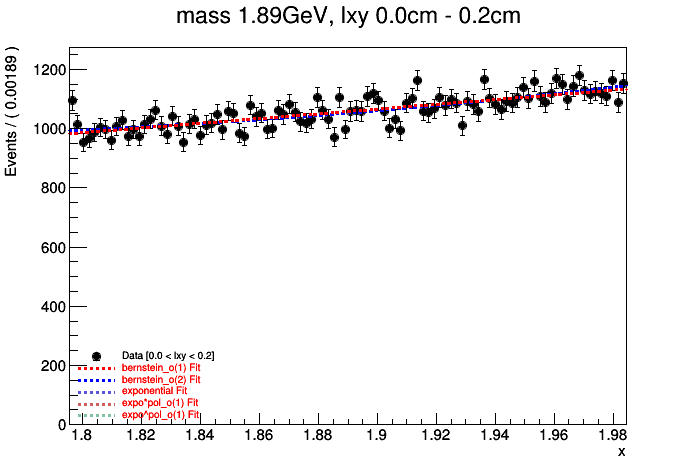 mass 1.89GeV, lxy 0.0cm - 0.2cm
Events / ( 0.00189 )
1200
1000
800
600
400
200
0
Data [0.0 < lxy < 0.2]
bernstein_o(1) Fit
bernstein_o(2) Fit
exponential Fit
expo*pol_o(1) Fit
expo^pol_o(1) Fit
1.8 1.82 1.84 1.86 1.88 1.9 1.92 1.94 1.96 1.98
x